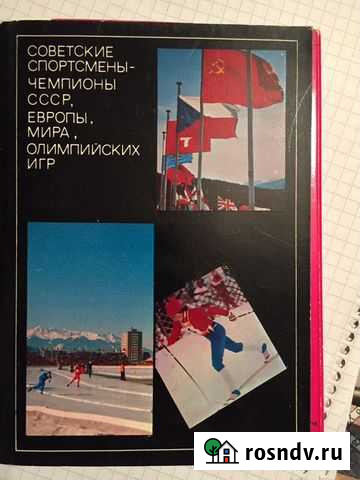 СОВЕТСКИЕ
СПОРТСМЕНЫ-
ЧЕМПИОНЫ
СССР,
ЕВРОПЫ,
МИРА,
ОЛИМПИЙСКИХ
ИГР
rosndv.ru